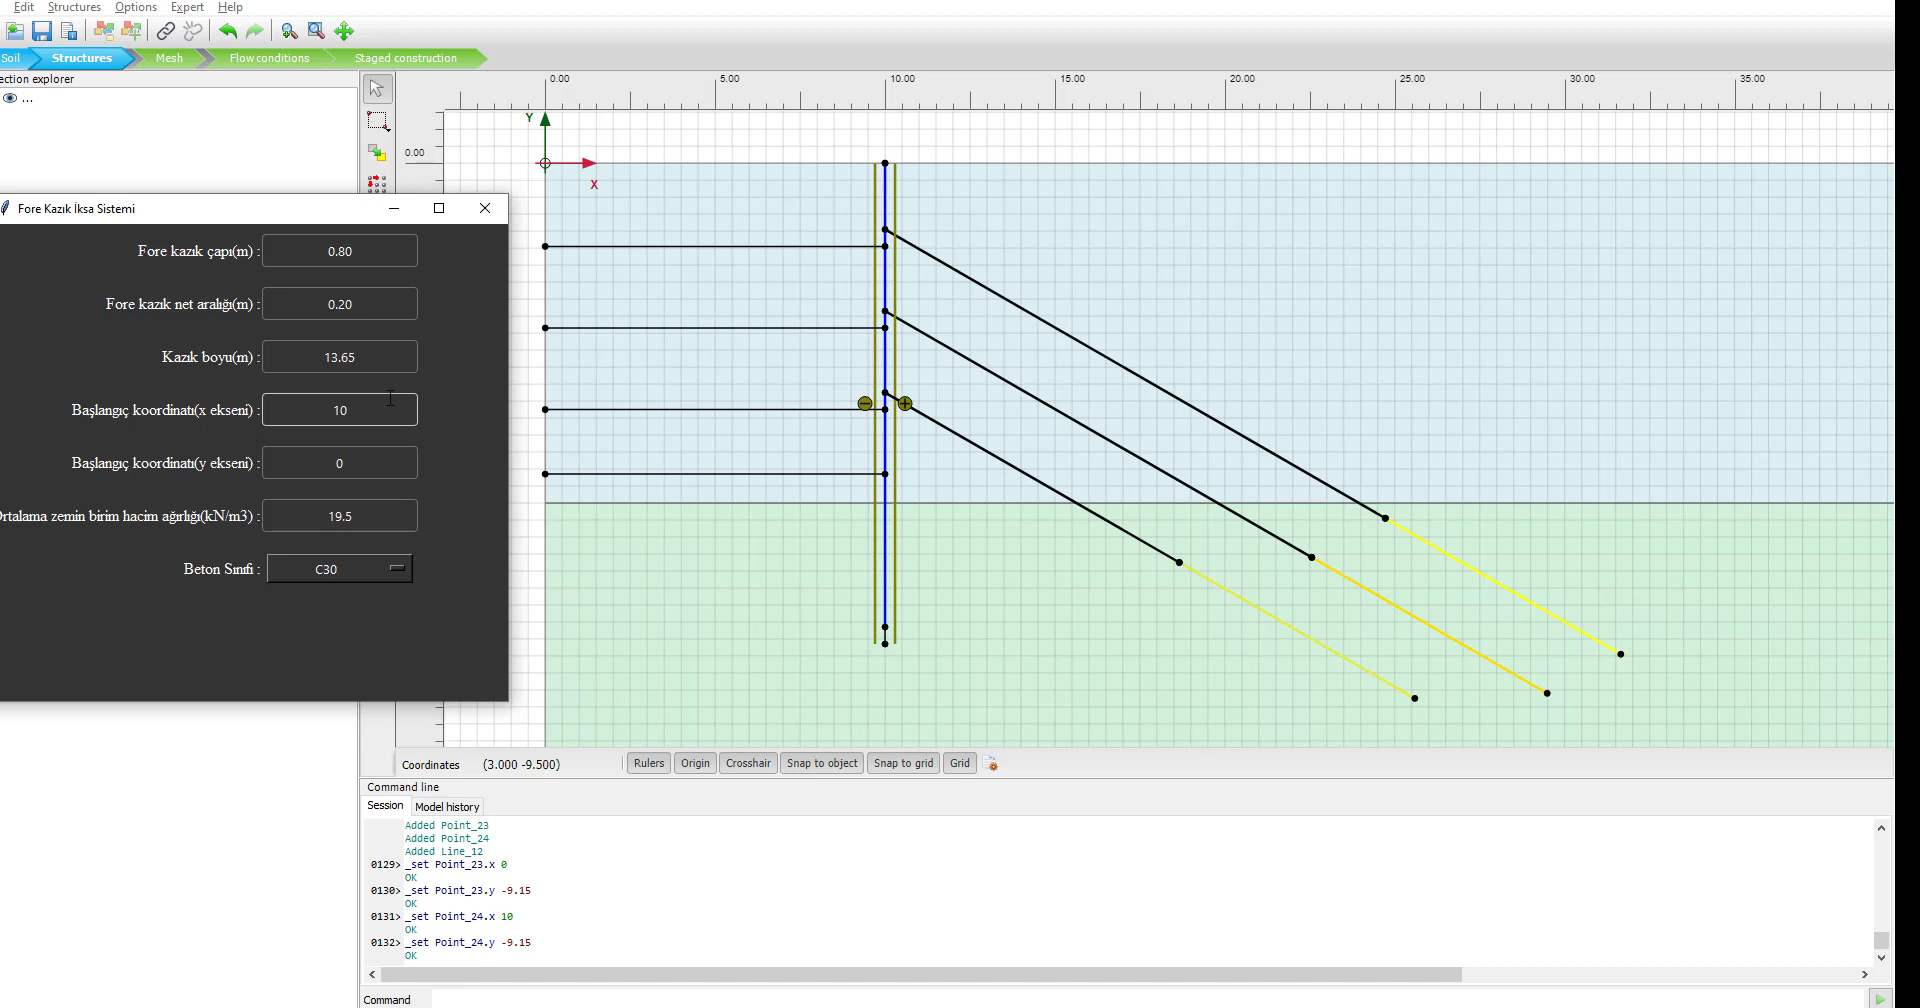 Edit Structures Options Expert Help
Soil Structures Mesh Flow conditions Staged construction
ection explorer
...
0.00 5.00 10.00 15.00 20.00 25.00 30.00 35.00
Y
0.00
X
Fore Kazık İksa Sistemi
Fore kazık çapı(m) : 0.80
Fore kazık net aralığı(m) : 0.20
Kazık boyu(m) : 13.65
Başlangıç koordinatı(x ekseni) : 10
Başlangıç koordinatı(y ekseni) : 0
Ortalama zemin birim hacim ağırlığı(kN/m3) : 19.5
Beton Sınıfı : C30
Coordinates (3.000 -9.500) Rulers Origin Crosshair Snap to object Snap to grid Grid
Command line
Session Model history
Added Point_23
Added Point_24
Added Line_12
0129> _set Point_23.x 0
OK
0130> _set Point_23.y -9.15
OK
0131> _set Point_24.x 10
OK
0132> _set Point_24.y -9.15
OK
Command